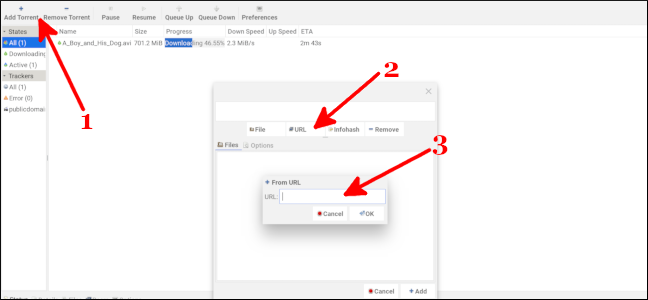 Add Torrent Remove Torrent Pause Resume Queue Up Queue Down Preferences
States
Name Size Progress Down Speed Up Speed ETA
All (1)
A_Boy_and_His_Dog.avi 701.2 MiB Downloading 46.55% 2.3 MiB/s 2m 43s
Downloading
Active (1)
Trackers
All (1)
Error (0)
publicdomai
1
2
File URL Infohash Remove
Files Options
3
From URL
URL:
Cancel OK
Cancel Add